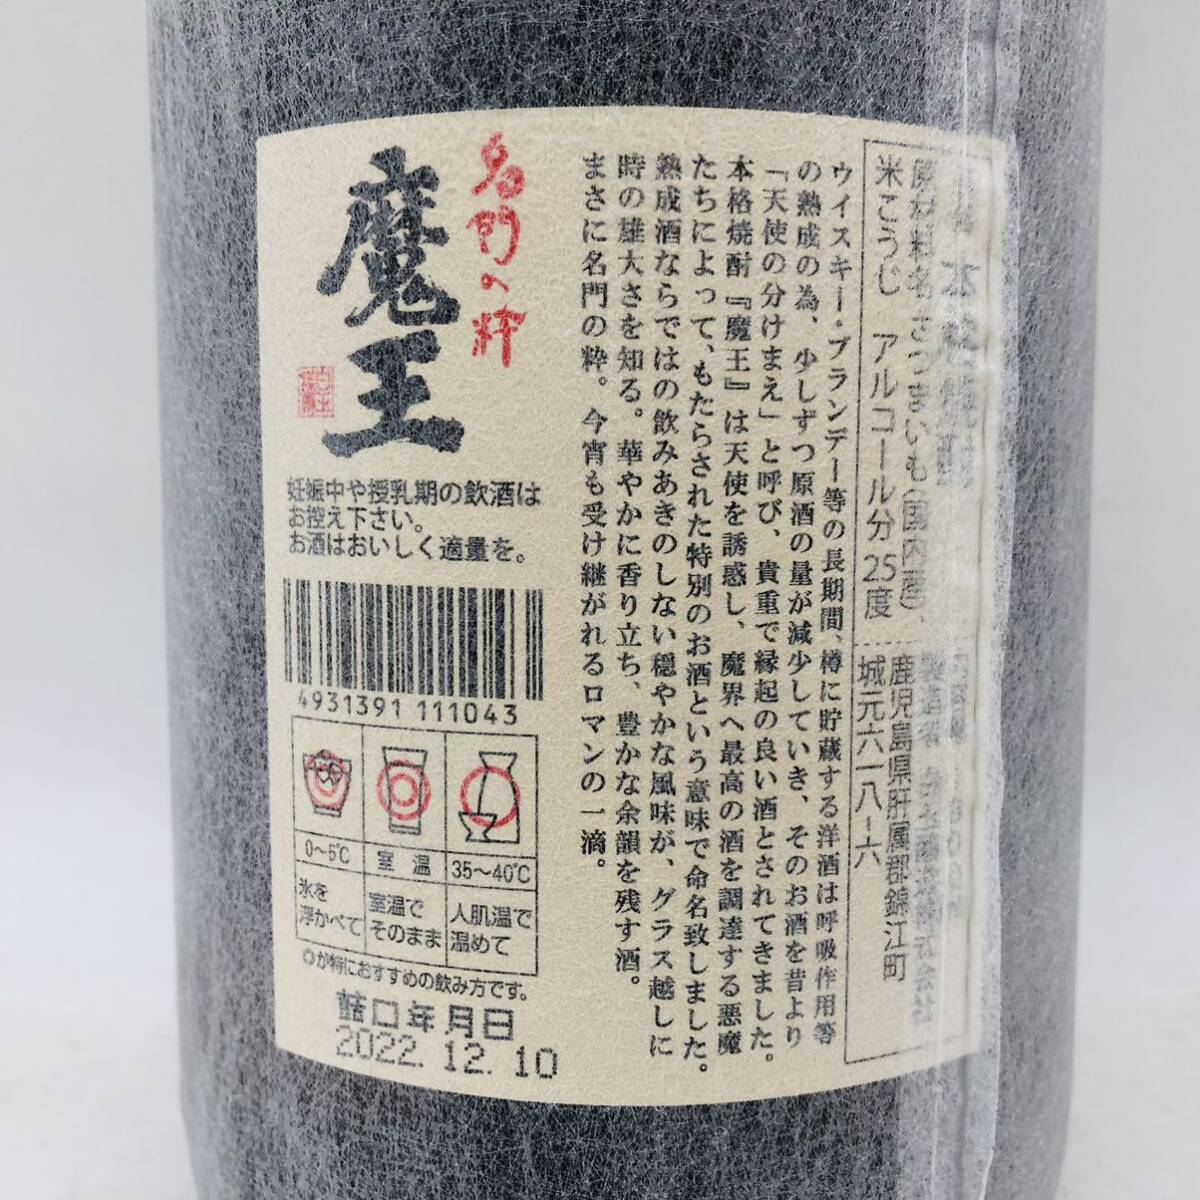 本格焼酎
原材料名 さつまいも(国内産)、
米こうじ アルコール分 25度
鹿児島県肝属郡錦江町
城元六一八-六
ウイスキー・ブランデー等の長期間、樽に貯蔵する洋酒は呼吸作用等
の熟成の為、少しずつ原酒の量が減少していき、そのお酒を昔より
「天使の分けまえ」と呼び、貴重で縁起の良い酒とされてきました。
本格焼酎『魔王』は天使を誘惑し、魔界へ最高の酒を調達する悪魔
たちによって、もたらされた特別のお酒という意味で命名致しました。
熟成酒ならではの飲みあきのしない穏やかな風味が、グラス越しに
時の雄大さを知る。華やかに香り立ち、豊かな余韻を残す酒。
まさに名門の粋。今宵も受け継がれるロマンの一滴。
名門の粋
魔王
妊娠中や授乳期の飲酒は
お控え下さい。
お酒はおいしく適量を。
4931391 111043
0~5℃ 室温 35~40℃
氷を
浮かべて
室温で
そのまま
人肌温で
温めて
◎が特におすすめの飲み方です。
詰口年月日
2022.12.10